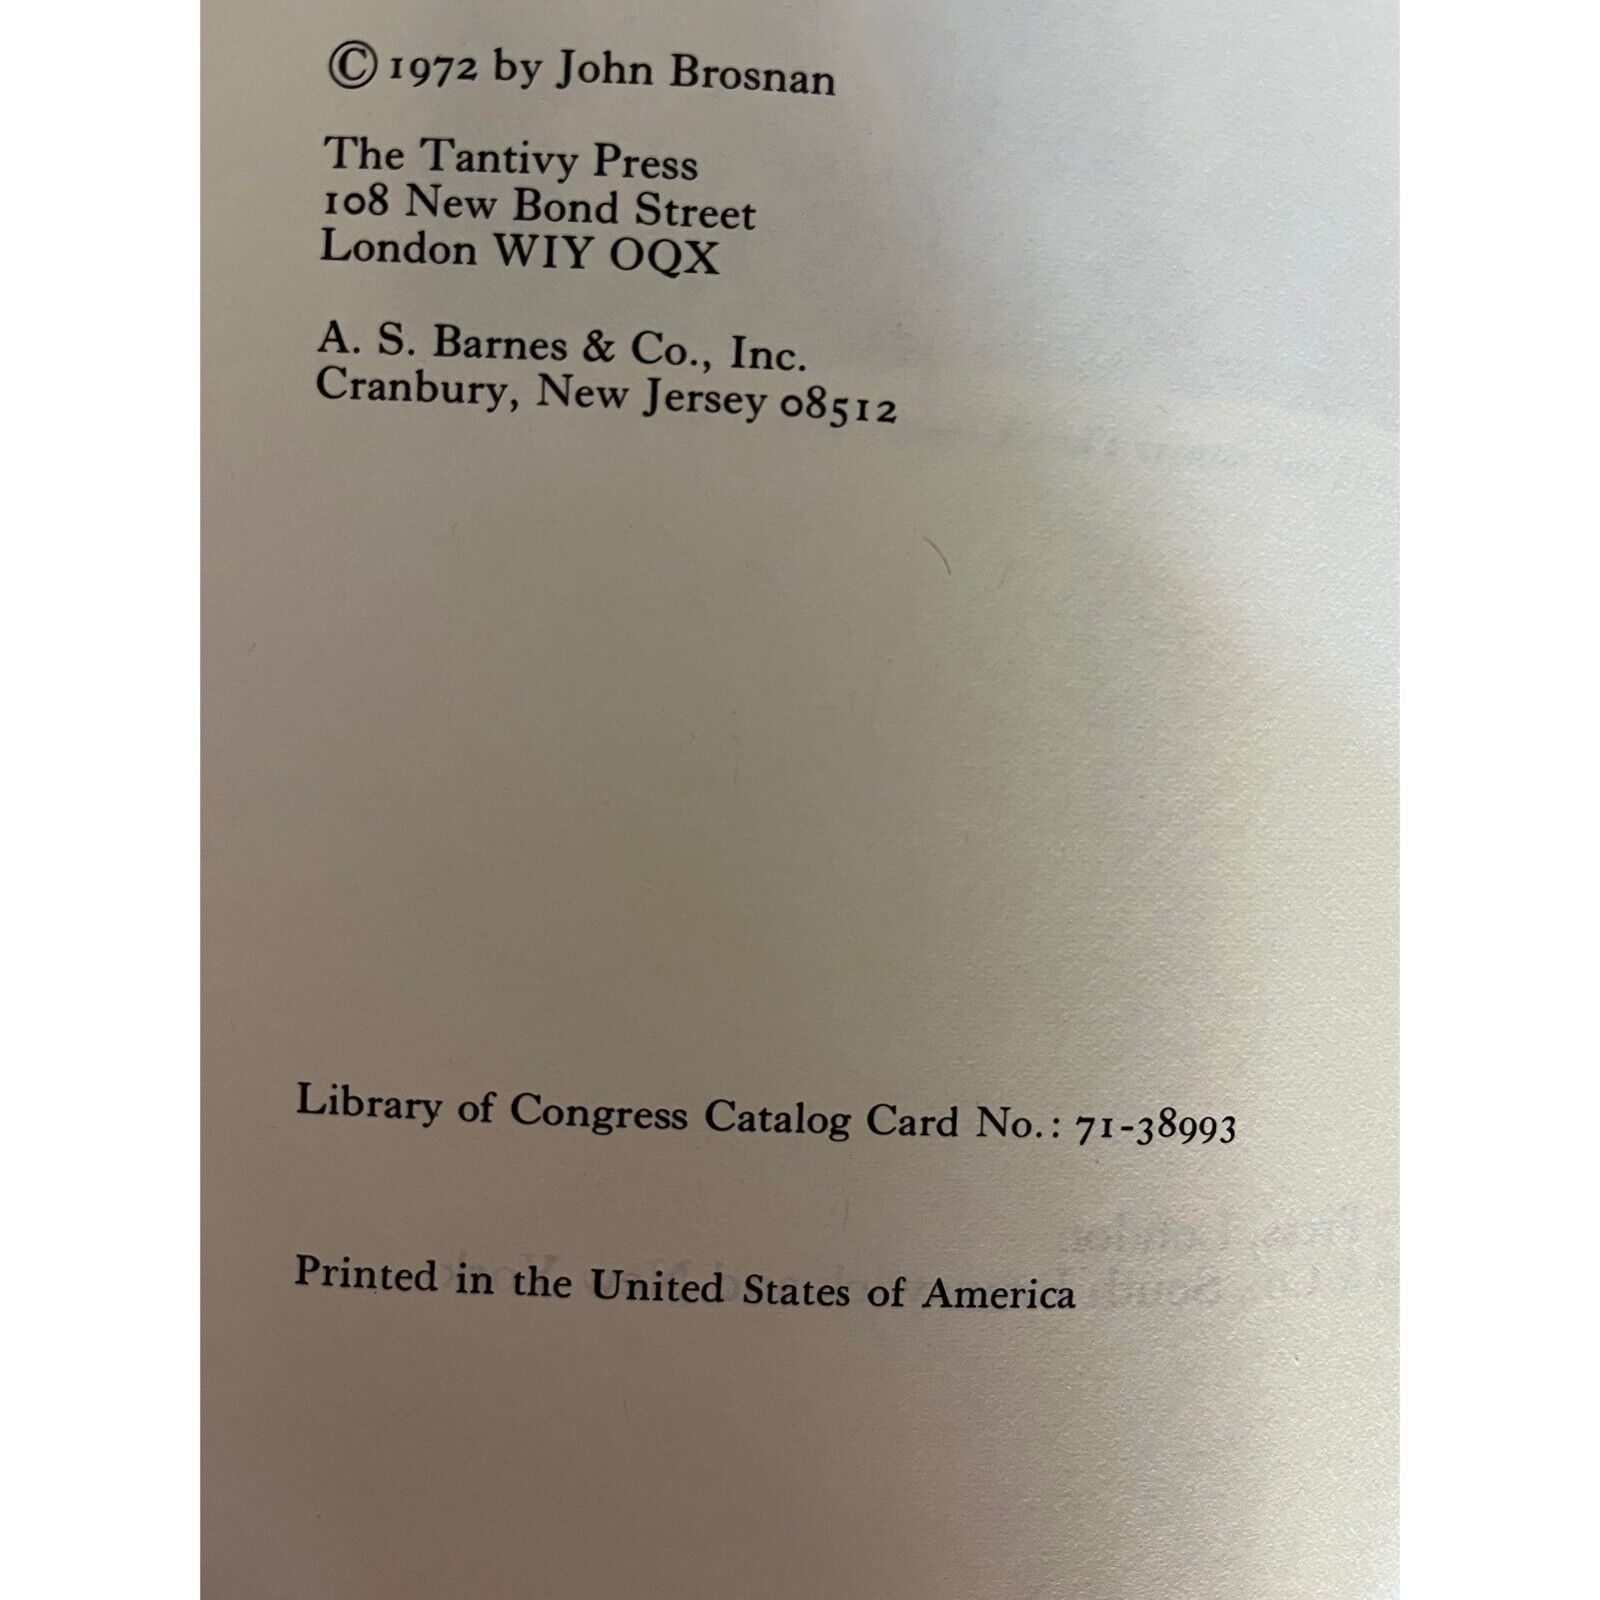 © 1972 by John Brosnan
The Tantivy Press
108 New Bond Street
London WIY OQX
A. S. Barnes & Co., Inc.
Cranbury, New Jersey 08512
Library of Congress Catalog Card No.: 71-38993
Printed in the United States of America